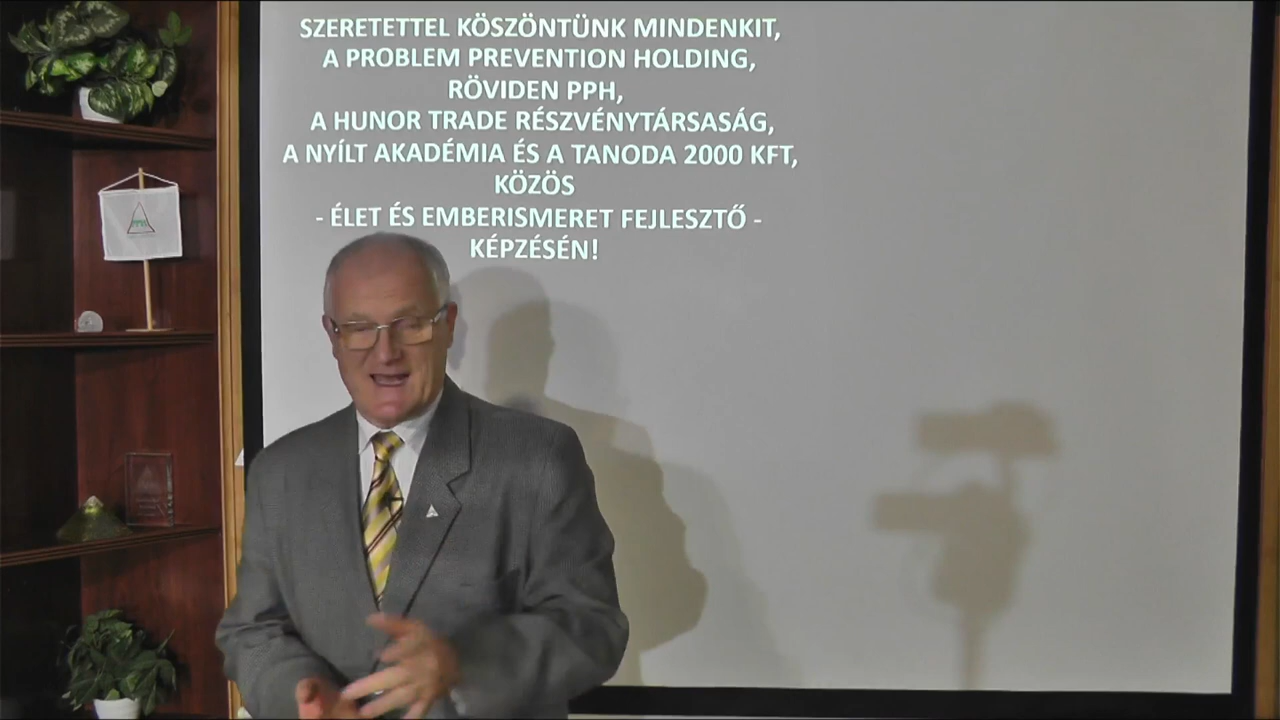 SZERETETTEL KÖSZÖNTÜNK MINDENKIT,
A PROBLEM PREVENTION HOLDING,
RÖVIDEN PPH,
A HUNOR TRADE RÉSZVÉNYTÁRSASÁG,
A NYÍLT AKADÉMIA ÉS A TANODA 2000 KFT,
KÖZÖS
- ÉLET ÉS EMBERISMERET FEJLESZTŐ -
KÉPZÉSÉN!